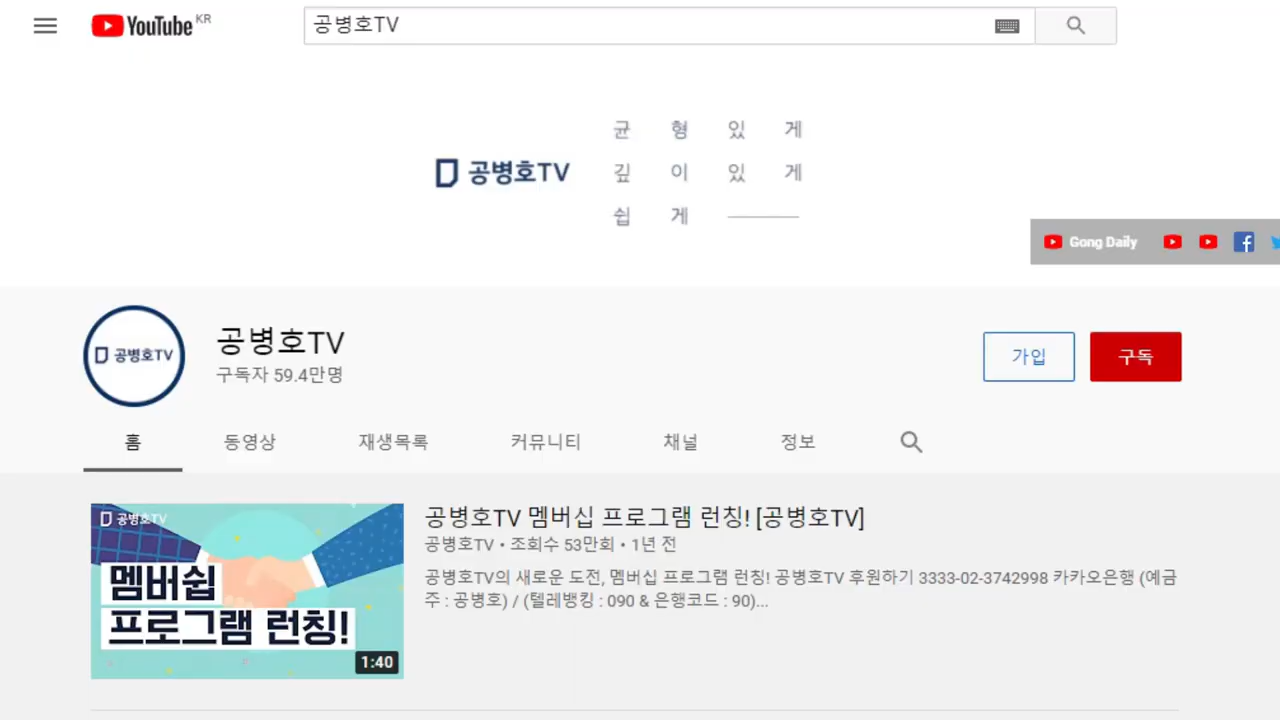 YouTube KR
공병호TV
균 형 있 게
공병호TV
깊 이 있 게
쉽 게
Gong Daily
공병호TV
공병호TV
구독자 59.4만명
가입
구독
홈
동영상
재생목록
커뮤니티
채널
정보
공병호TV
멤버쉽
프로그램 런칭!
1:40
공병호TV 멤버십 프로그램 런칭! [공병호TV]
공병호TV • 조회수 53만회 • 1년 전
공병호TV의 새로운 도전, 멤버십 프로그램 런칭! 공병호TV 후원하기 3333-02-3742998 카카오은행 (예금
주 : 공병호) / (텔레뱅킹 : 090 & 은행코드 : 90)...